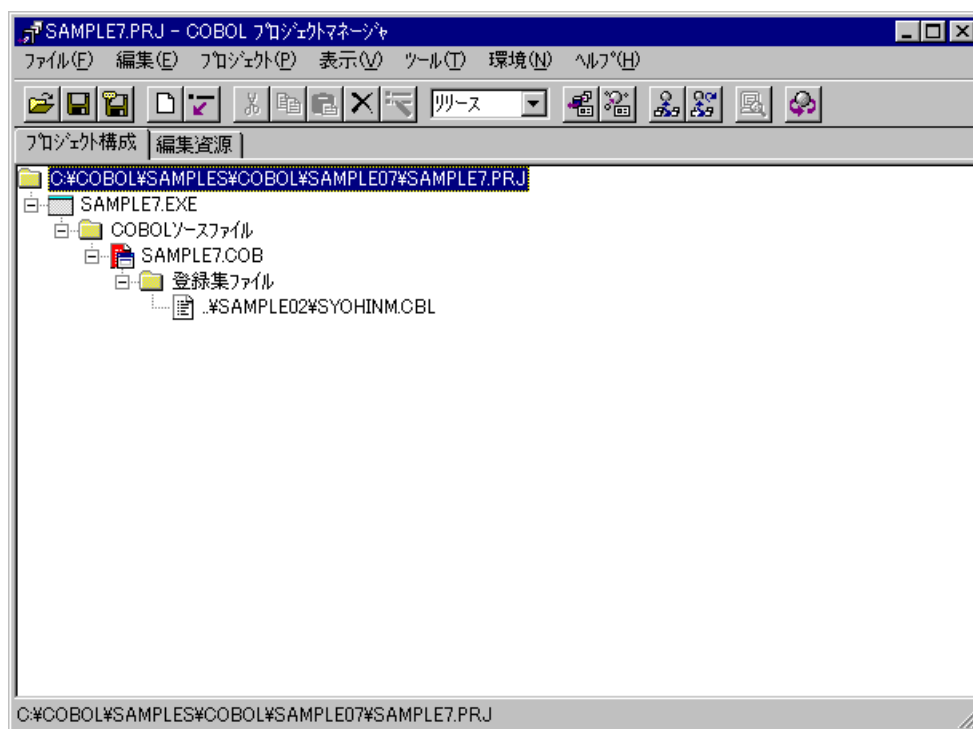 SAMPLE7.PRJ - COBOL プロジェクトマネージャ
ファイル(F) 編集(E) プロジェクト(P) 表示(V) ツール(T) 環境(N) ヘルプ(H)
リリース
プロジェクト構成 編集資源
C:¥COBOL¥SAMPLES¥COBOL¥SAMPLE07¥SAMPLE7.PRJ
SAMPLE7.EXE
COBOLソースファイル
SAMPLE7.COB
登録集ファイル
..¥SAMPLE02¥SYOHINM.CBL
C:¥COBOL¥SAMPLES¥COBOL¥SAMPLE07¥SAMPLE7.PRJ